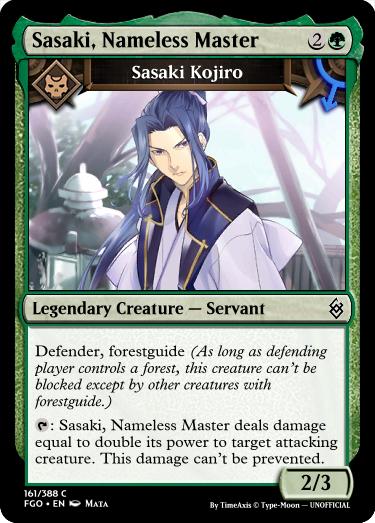 Sasaki, Nameless Master 2
Sasaki Kojiro
Legendary Creature — Servant
Defender, forestguide (As long as defending
player controls a forest, this creature can't be
blocked except by other creatures with
forestguide.)
: Sasaki, Nameless Master deals damage
equal to double its power to target attacking
creature. This damage can't be prevented.
2/3
161/388 C
FGO • EN MATA
By TimeAxis © Type-Moon — UNOFFICIAL